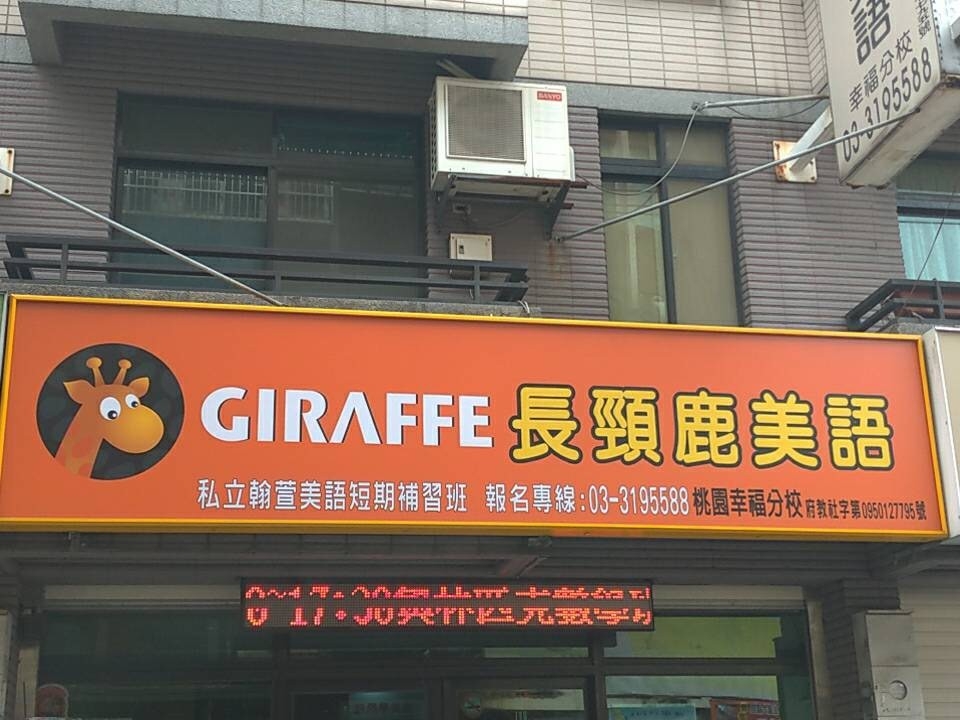 語
幸福分校
03-3195588
SANYO
GIRAFFE 長頸鹿美語
私立翰萱美語短期補習班 報名專線:03-3195588 桃園幸福分校 府教社字第0950127795號